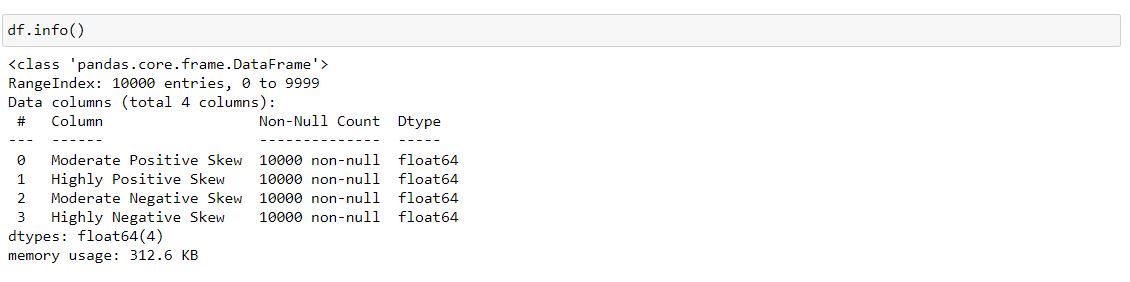 df.info()
<class 'pandas.core.frame.DataFrame'>
RangeIndex: 10000 entries, 0 to 9999
Data columns (total 4 columns):
 #   Column                  Non-Null Count  Dtype
---  ------                  --------------  -----
 0   Moderate Positive Skew  10000 non-null  float64
 1   Highly Positive Skew    10000 non-null  float64
 2   Moderate Negative Skew  10000 non-null  float64
 3   Highly Negative Skew    10000 non-null  float64
dtypes: float64(4)
memory usage: 312.6 KB